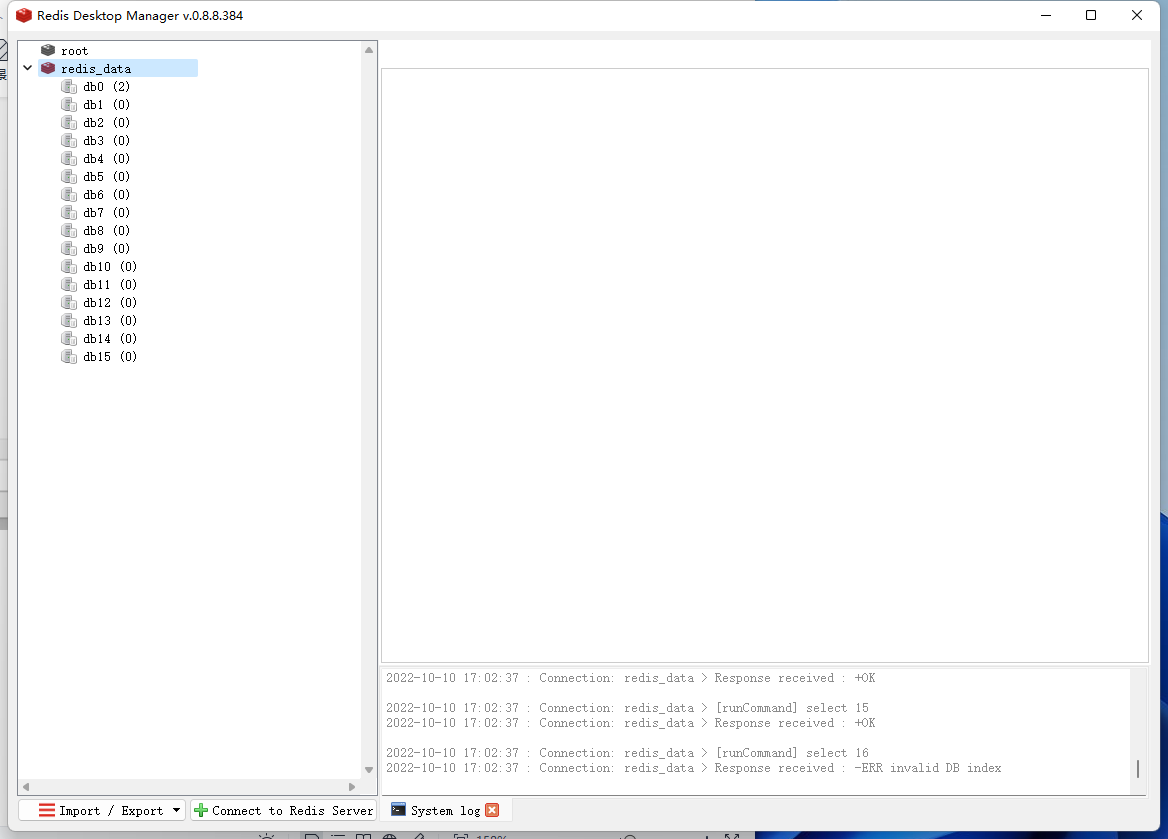 Redis Desktop Manager v.0.8.8.384
root
redis_data
db0 (2)
db1 (0)
db2 (0)
db3 (0)
db4 (0)
db5 (0)
db6 (0)
db7 (0)
db8 (0)
db9 (0)
db10 (0)
db11 (0)
db12 (0)
db13 (0)
db14 (0)
db15 (0)
2022-10-10 17:02:37 : Connection: redis_data > Response received : +OK
2022-10-10 17:02:37 : Connection: redis_data > [runCommand] select 15
2022-10-10 17:02:37 : Connection: redis_data > Response received : +OK
2022-10-10 17:02:37 : Connection: redis_data > [runCommand] select 16
2022-10-10 17:02:37 : Connection: redis_data > Response received : -ERR invalid DB index
Import / Export
Connect to Redis Server
System log